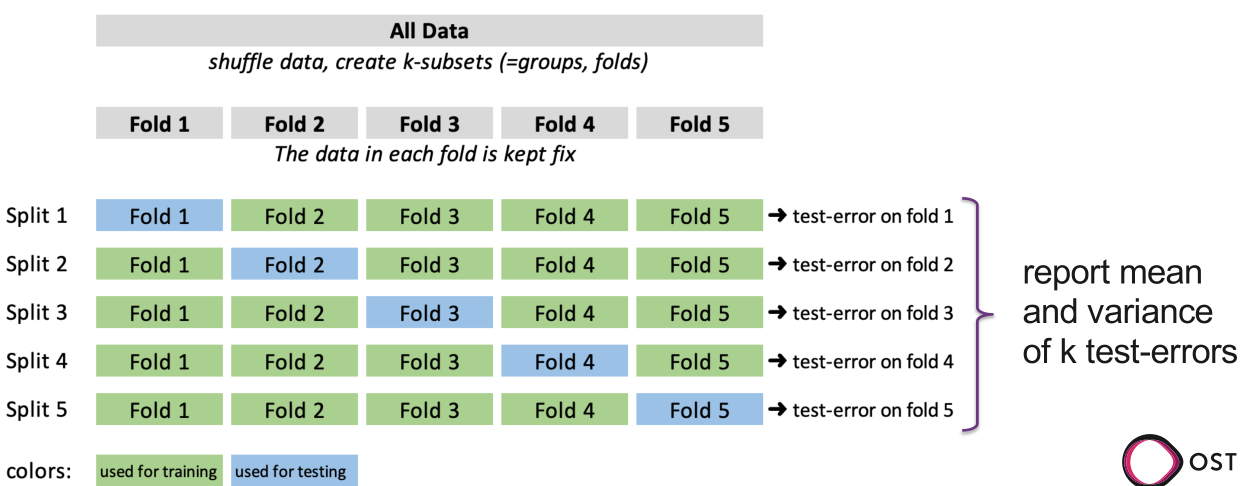 All Data
shuffle data, create k-subsets (=groups, folds)
Fold 1 Fold 2 Fold 3 Fold 4 Fold 5
The data in each fold is kept fix
Split 1 Fold 1 Fold 2 Fold 3 Fold 4 Fold 5 ➔ test-error on fold 1
Split 2 Fold 1 Fold 2 Fold 3 Fold 4 Fold 5 ➔ test-error on fold 2
Split 3 Fold 1 Fold 2 Fold 3 Fold 4 Fold 5 ➔ test-error on fold 3
Split 4 Fold 1 Fold 2 Fold 3 Fold 4 Fold 5 ➔ test-error on fold 4
Split 5 Fold 1 Fold 2 Fold 3 Fold 4 Fold 5 ➔ test-error on fold 5
report mean
and variance
of k test-errors
colors: used for training used for testing
OST